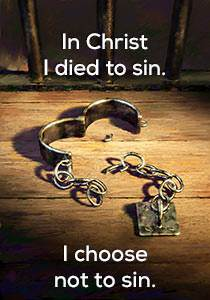 In Christ
I died to sin.
I choose
not to sin.